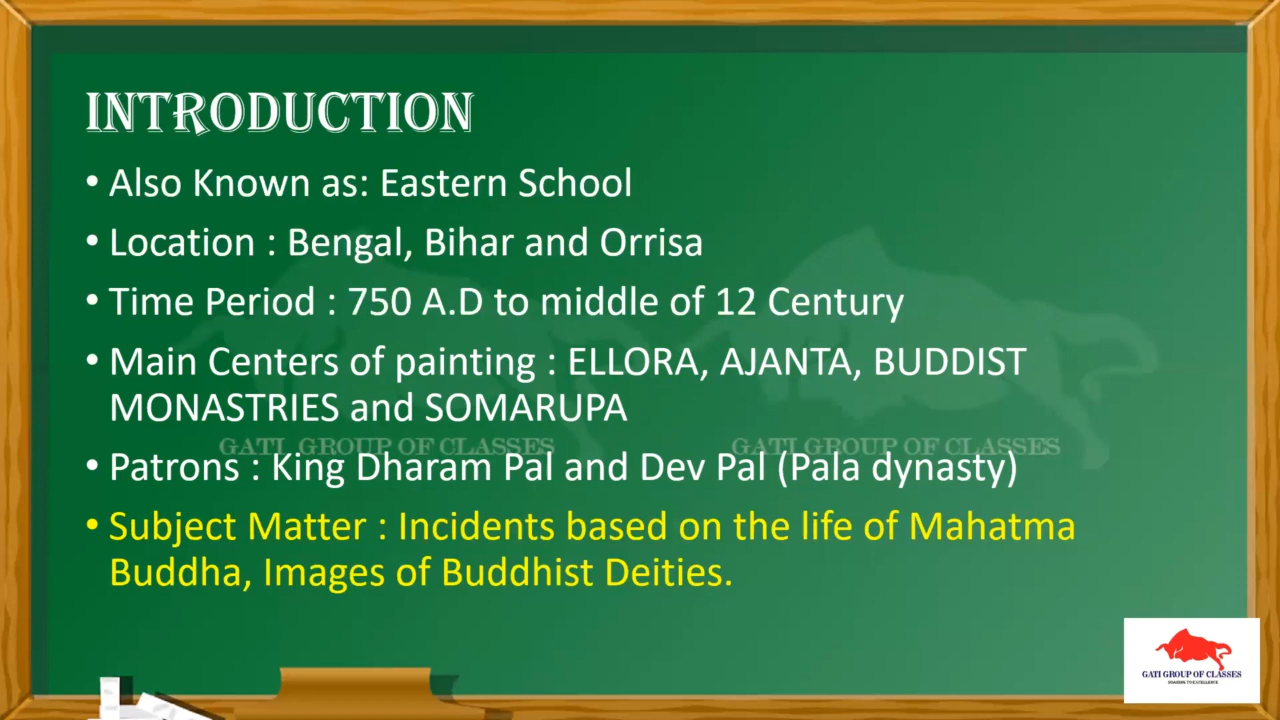 INTRODUCTION
• Also Known as: Eastern School
• Location : Bengal, Bihar and Orrisa
• Time Period : 750 A.D to middle of 12 Century
• Main Centers of painting : ELLORA, AJANTA, BUDDIST
MONASTRIES and SOMARUPA
GATI GROUP OF CLASSES GATI GROUP OF CLASSES
• Patrons : King Dharam Pal and Dev Pal (Pala dynasty)
• Subject Matter : Incidents based on the life of Mahatma
Buddha, Images of Buddhist Deities.
GATI GROUP OF CLASSES